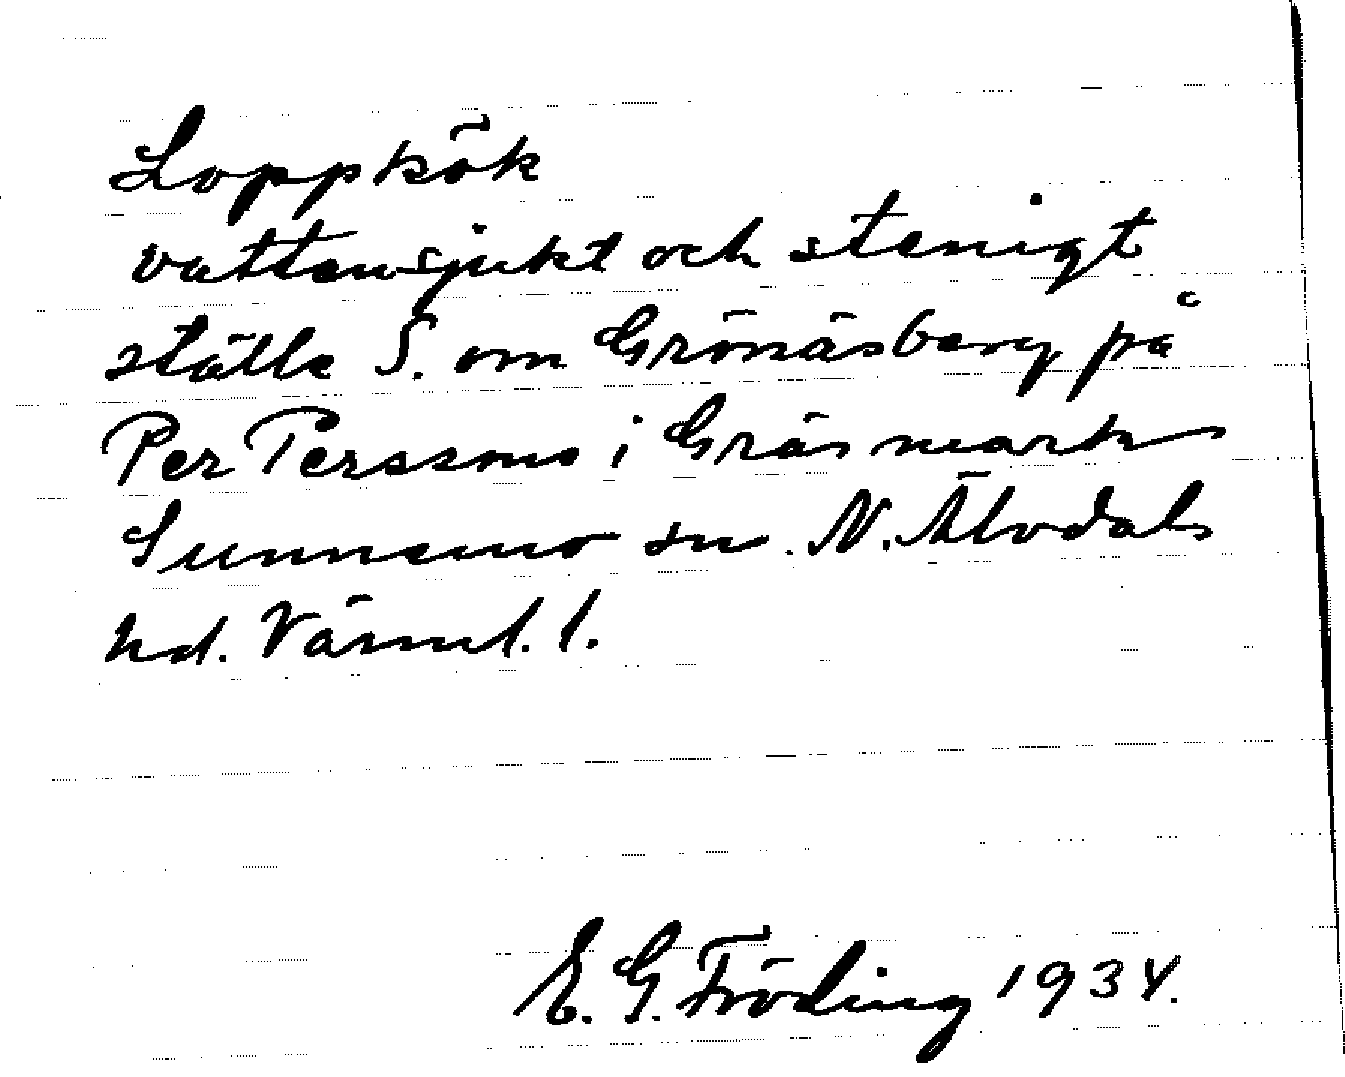 Loppkök
vattensjukt och stenigt
ställe S. om Grönäsberg på
Per Perssons i Gräsmark
Sunnemo sn. N. Älvdals
hd. Värml. l.
E. G. Fröding 1934.